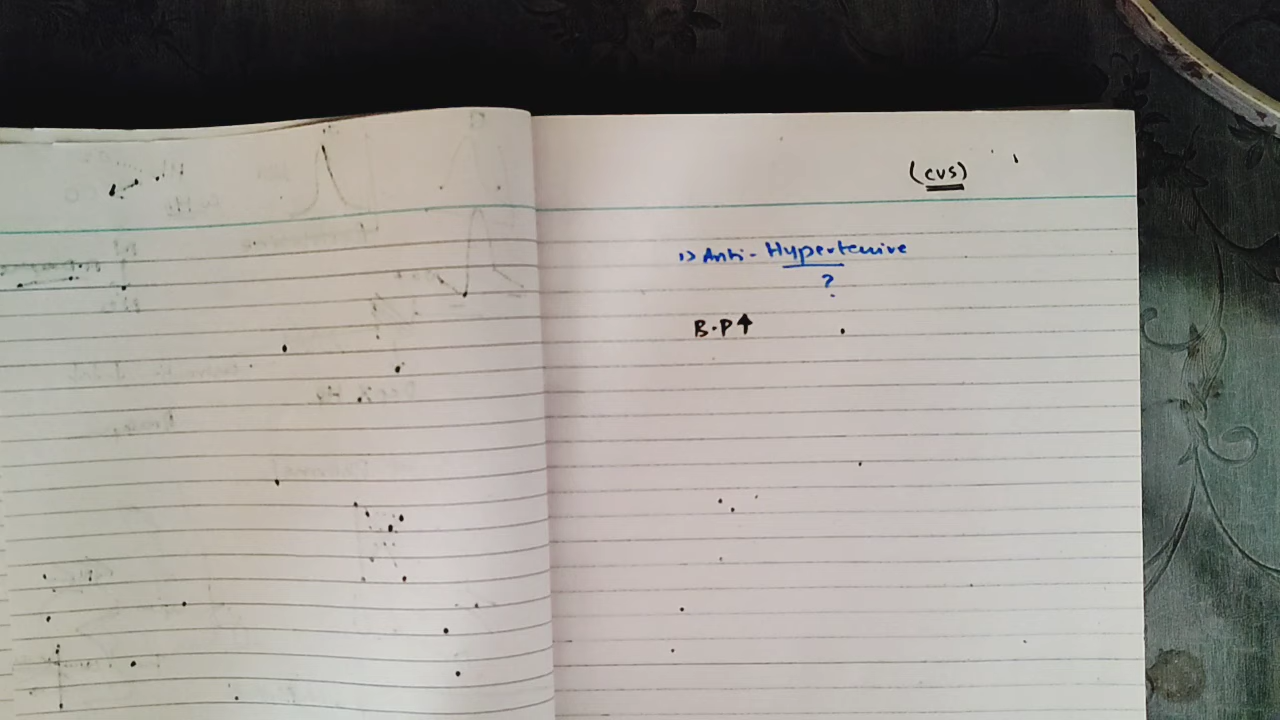 (CVS)
1) Anti-Hypertensive
?
B.P↑